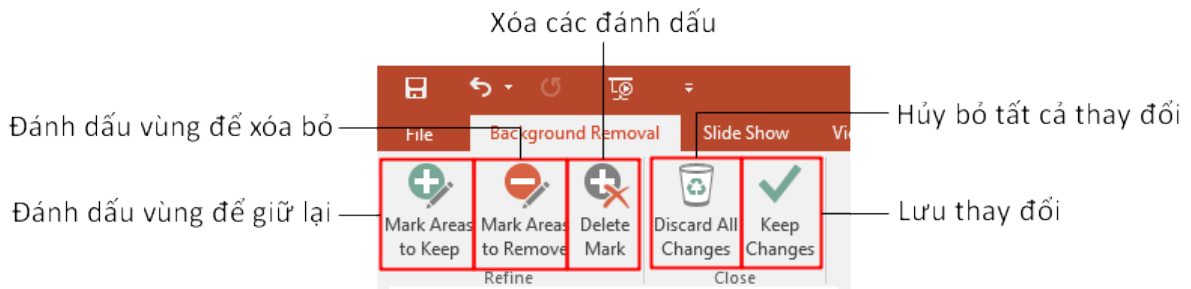 Xóa các đánh dấu
Đánh dấu vùng để xóa bỏ
Hủy bỏ tất cả thay đổi
File Background Removal Slide Show
Đánh dấu vùng để giữ lại
Lưu thay đổi
Mark Areas to Keep
Mark Areas to Remove
Delete Mark
Discard All Changes
Keep Changes
Refine
Close